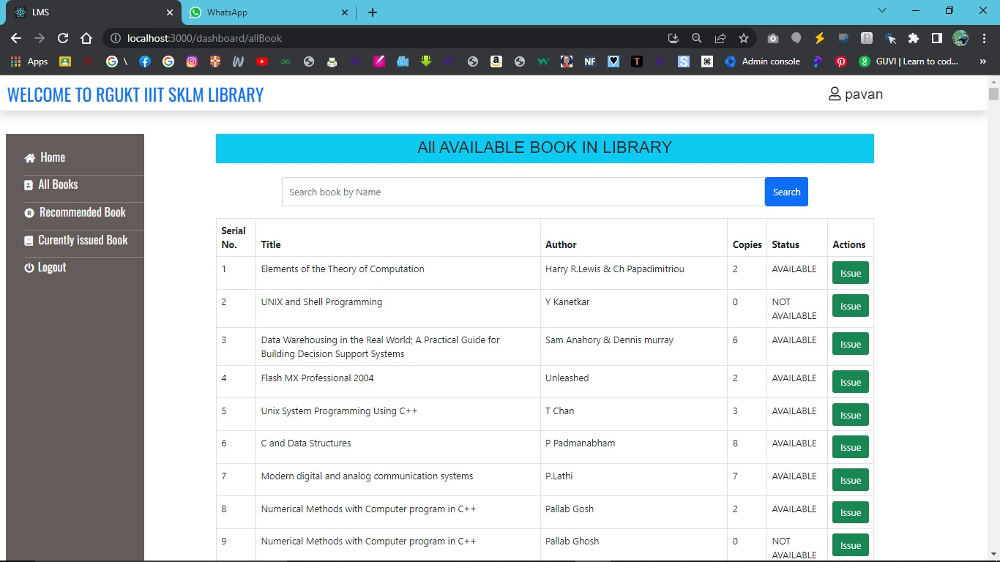 LMS
WhatsApp
localhost:3000/dashboard/allBook
Apps
Admin console
GUVI | Learn to cod...
WELCOME TO RGUKT IIIT SKLM LIBRARY
pavan
Home
All Books
Recommended Book
Curently issued Book
Logout
All AVAILABLE BOOK IN LIBRARY
Search book by Name
Search
Serial No. Title Author Copies Status Actions
1 Elements of the Theory of Computation Harry R.Lewis & Ch Papadimitriou 2 AVAILABLE Issue
2 UNIX and Shell Programming Y Kanetkar 0 NOT AVAILABLE Issue
3 Data Warehousing in the Real World; A Practical Guide for Building Decision Support Systems Sam Anahory & Dennis murray 6 AVAILABLE Issue
4 Flash MX Professional 2004 Unleashed 2 AVAILABLE Issue
5 Unix System Programming Using C++ T Chan 3 AVAILABLE Issue
6 C and Data Structures P Padmanabham 8 AVAILABLE Issue
7 Modern digital and analog communication systems P.Lathi 7 AVAILABLE Issue
8 Numerical Methods with Computer program in C++ Pallab Gosh 2 AVAILABLE Issue
9 Numerical Methods with Computer program in C++ Pallab Ghosh 0 NOT AVAILABLE Issue